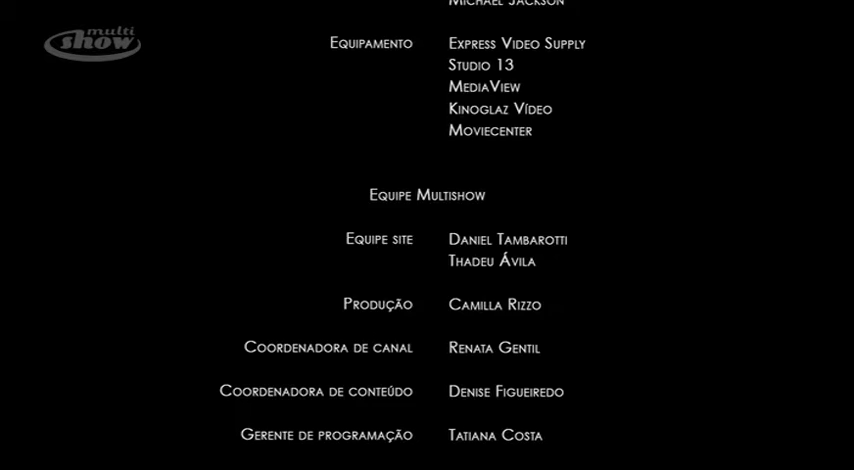 Michael Jackson
multi
show
Equipamento Express Video Supply
Studio 13
MediaView
Kinoglaz Vídeo
Moviecenter
Equipe Multishow
Equipe site Daniel Tambarotti
Thadeu Ávila
Produção Camilla Rizzo
Coordenadora de canal Renata Gentil
Coordenadora de conteúdo Denise Figueiredo
Gerente de programação Tatiana Costa